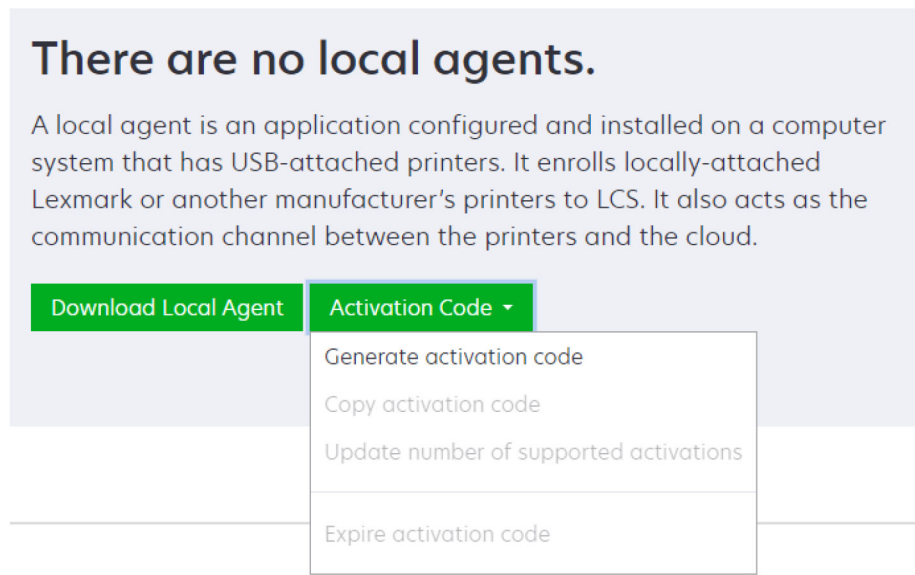 There are no local agents.
A local agent is an application configured and installed on a computer
system that has USB-attached printers. It enrolls locally-attached
Lexmark or another manufacturer’s printers to LCS. It also acts as the
communication channel between the printers and the cloud.
Download Local Agent
Activation Code
Generate activation code
Copy activation code
Update number of supported activations
Expire activation code